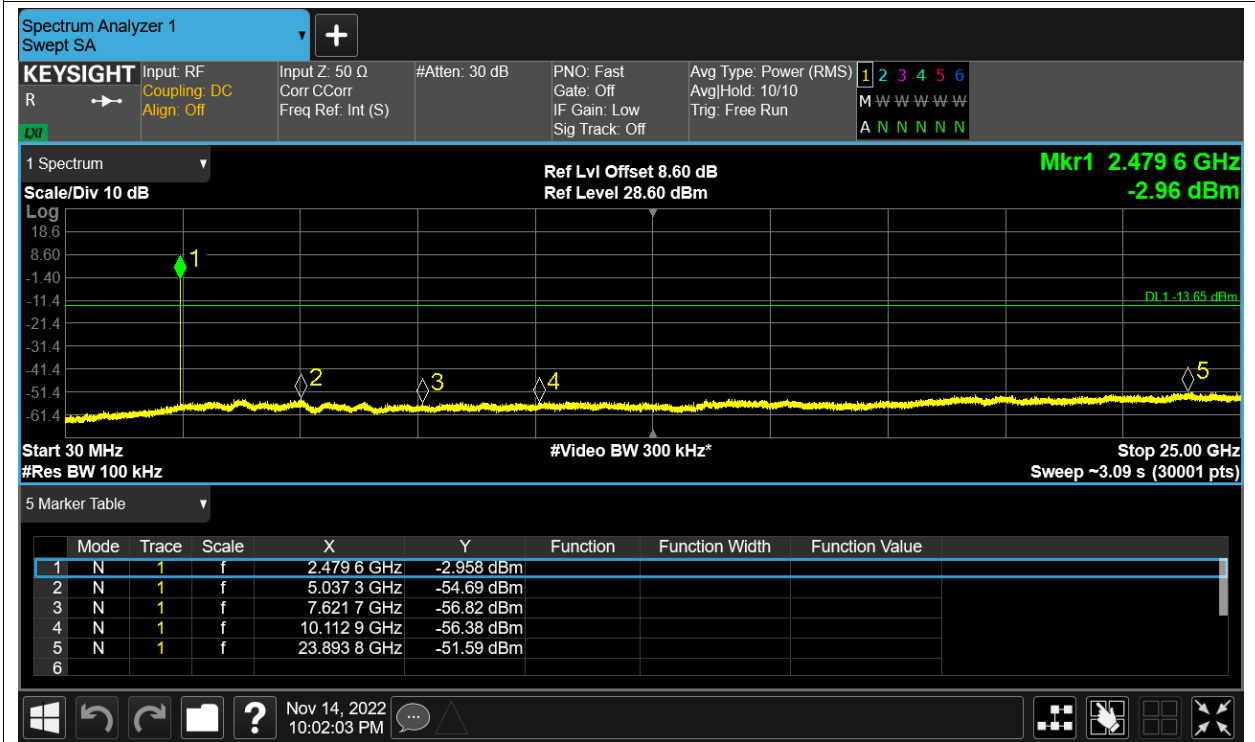 Spectrum Analyzer 1
Swept SA
KEYSIGHT
R
LXI
Input: RF
Coupling: DC
Align: Off
Input Z: 50 Ω
Corr CCorr
Freq Ref: Int (S)
#Atten: 30 dB
PNO: Fast
Gate: Off
IF Gain: Low
Sig Track: Off
Avg Type: Power (RMS)
Avg|Hold: 10/10
Trig: Free Run
1 2 3 4 5 6
M W W W W W
A N N N N N
1 Spectrum
Scale/Div 10 dB
Ref Lvl Offset 8.60 dB
Ref Level 28.60 dBm
Mkr1 2.479 6 GHz
-2.96 dBm
Log
18.6
8.60
-1.40
-11.4
-21.4
-31.4
-41.4
-51.4
-61.4
1
2
3
4
5
DL1 -13.65 dBm
Start 30 MHz
#Res BW 100 kHz
#Video BW 300 kHz*
Stop 25.00 GHz
Sweep ~3.09 s (30001 pts)
5 Marker Table
Mode Trace Scale X Y Function Function Width Function Value
1 N 1 f 2.479 6 GHz -2.958 dBm
2 N 1 f 5.037 3 GHz -54.69 dBm
3 N 1 f 7.621 7 GHz -56.82 dBm
4 N 1 f 10.112 9 GHz -56.38 dBm
5 N 1 f 23.893 8 GHz -51.59 dBm
6
?
Nov 14, 2022
10:02:03 PM